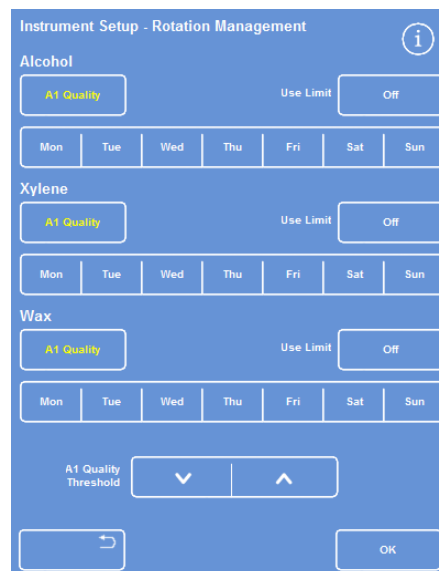 Instrument Setup - Rotation Management
i
Alcohol
A1 Quality Use Limit Off
Mon Tue Wed Thu Fri Sat Sun
Xylene
A1 Quality Use Limit Off
Mon Tue Wed Thu Fri Sat Sun
Wax
A1 Quality Use Limit Off
Mon Tue Wed Thu Fri Sat Sun
A1 Quality
Threshold
OK